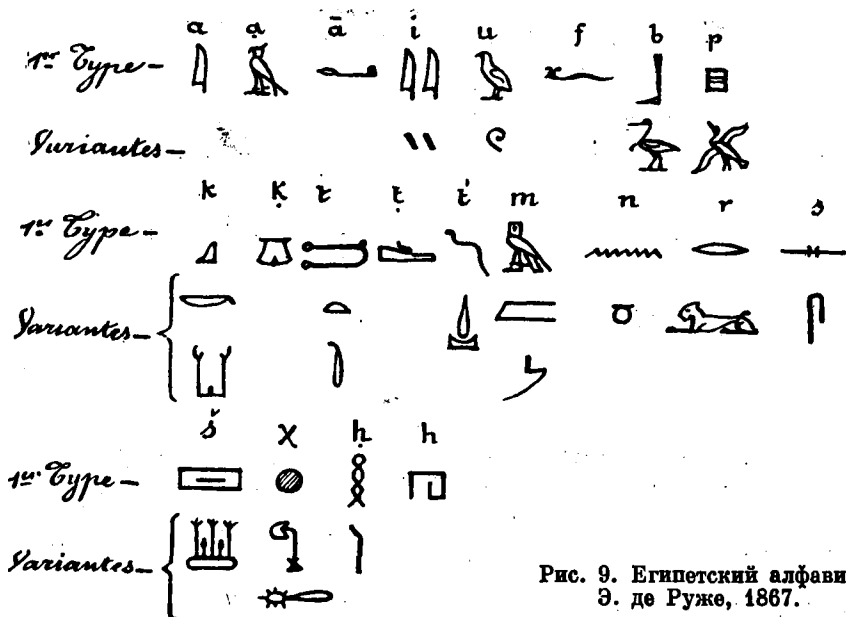 a ạ ā i u f b p
1er Type —
Variantes —
k ḳ t ṭ t' m n r s
1er Type —
Variantes —
š χ ḥ h
1er Type —
Variantes —
Рис. 9. Египетский алфави
Э. де Руже, 1867.